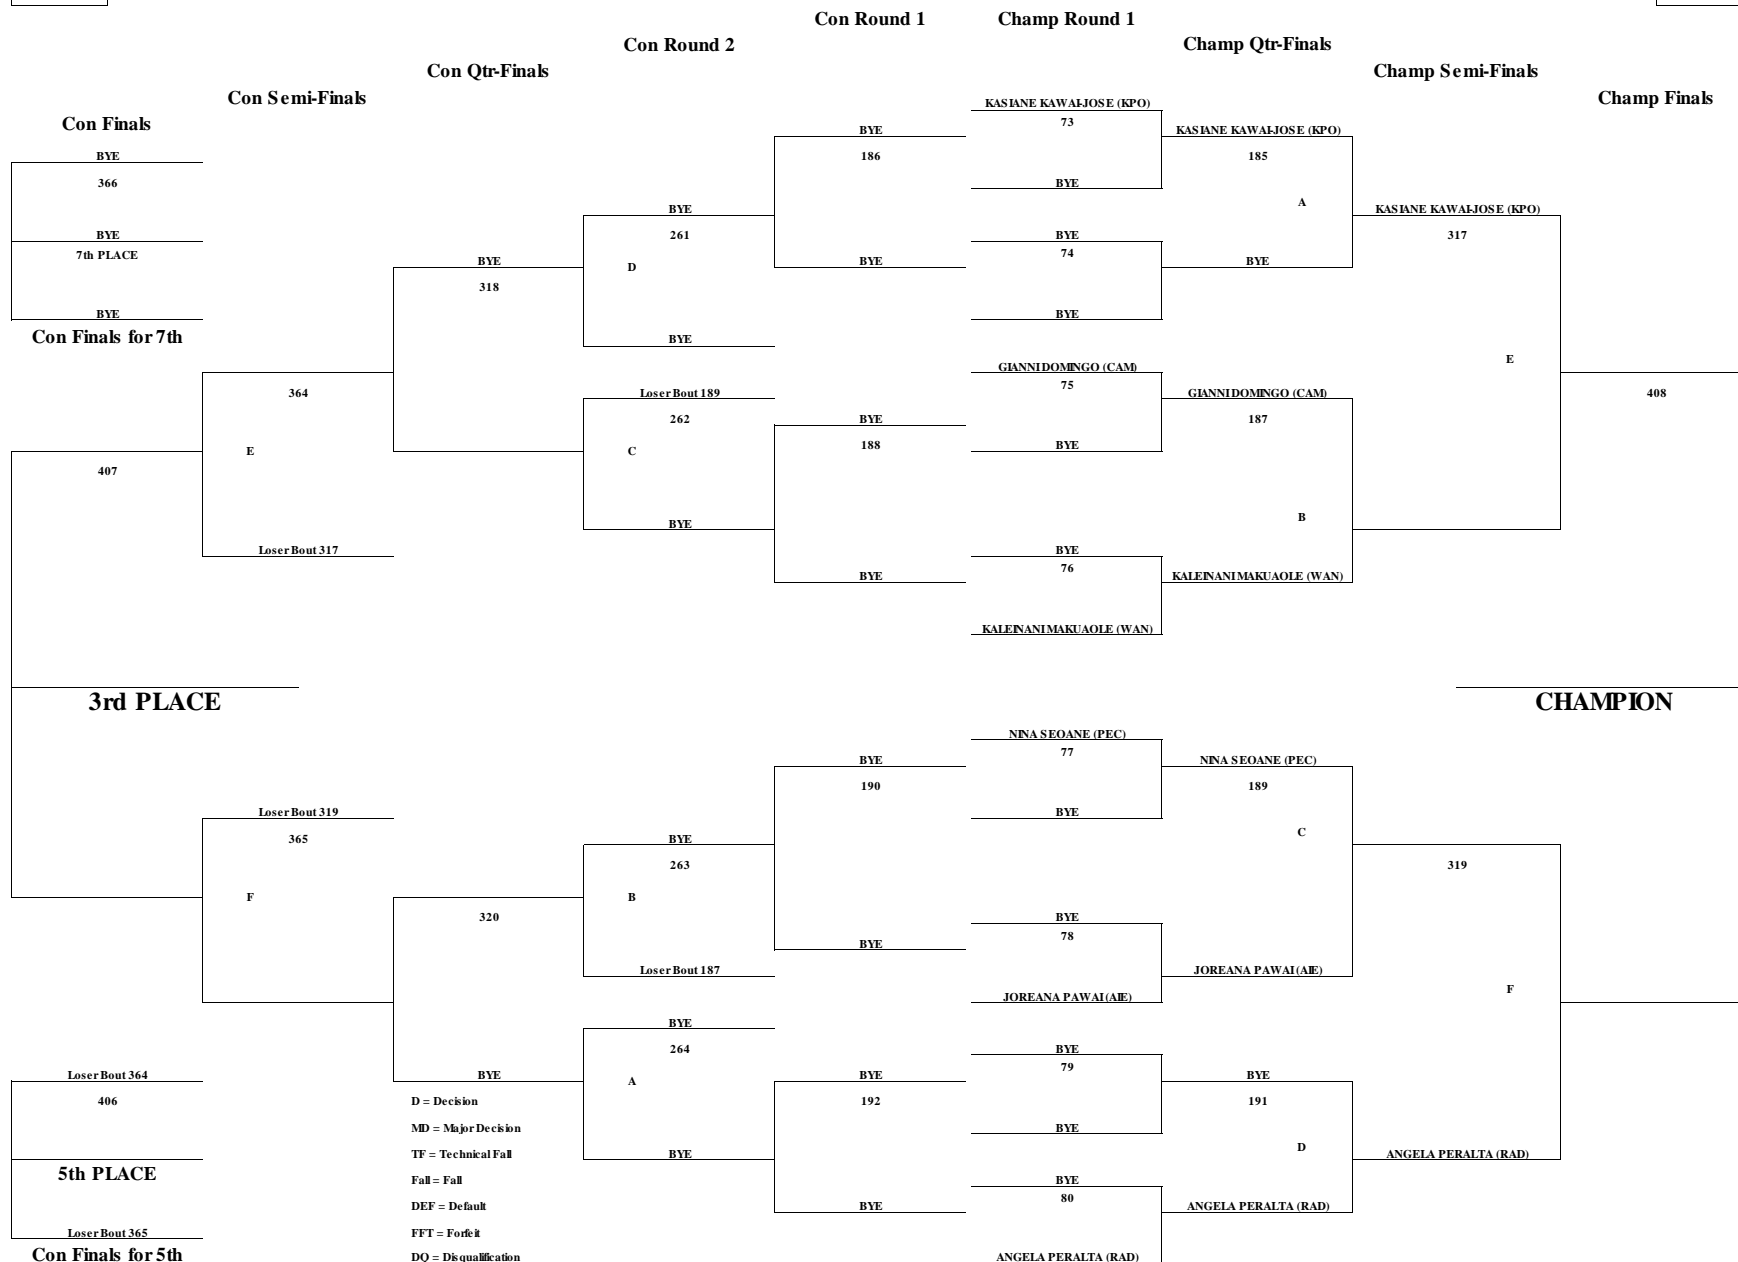 Con Round 1
Champ Round 1
Con Round 2
Champ Qtr-Finals
Con Qtr-Finals
Champ Semi-Finals
Con Semi-Finals
Champ Finals
Con Finals
KASIANE KAWAI-JOSE (KPO)
73
BYE
KASIANE KAWAI-JOSE (KPO)
BYE
186
185
366
BYE
A
BYE
KASIANE KAWAI-JOSE (KPO)
BYE
BYE
261
317
7th PLACE
74
BYE
D
BYE
BYE
318
BYE
BYE
Con Finals for 7th
BYE
E
GIANNI DOMINGO (CAM)
75
364
Loser Bout 189
GIANNI DOMINGO (CAM)
408
262
BYE
187
E
C
188
BYE
407
B
BYE
Loser Bout 317
BYE
76
BYE
KALEINANI MAKUAOLE (WAN)
KALEINANI MAKUAOLE (WAN)
3rd PLACE
CHAMPION
NINA SEOANE (PEC)
77
BYE
NINA SEOANE (PEC)
190
189
Loser Bout 319
BYE
365
BYE
C
263
319
F
B
320
BYE
78
BYE
Loser Bout 187
JOREANA PAWAI (AIE)
JOREANA PAWAI (AIE)
F
BYE
264
BYE
79
Loser Bout 364
BYE
A
BYE
BYE
406
D = Decision
192
191
MD = Major Decision
BYE
TF = Technical Fall
BYE
D
ANGELA PERALTA (RAD)
5th PLACE
Fall = Fall
BYE
80
DEF = Default
BYE
ANGELA PERALTA (RAD)
Loser Bout 365
FFT = Forfeit
Con Finals for 5th
DQ = Disqualification
ANGELA PERALTA (RAD)